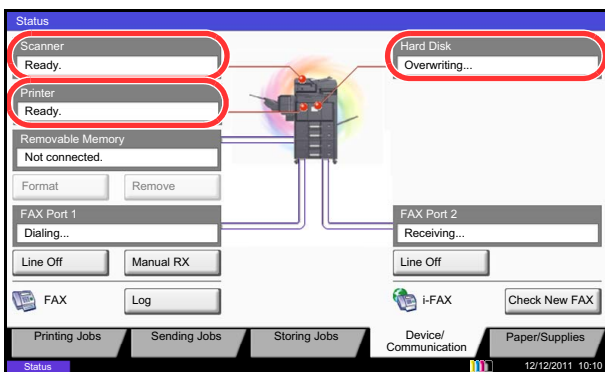 Status
Scanner
Ready.
Hard Disk
Overwriting...
Printer
Ready.
Removable Memory
Not connected.
Format
Remove
FAX Port 1
Dialing...
FAX Port 2
Receiving...
Line Off
Manual RX
Line Off
FAX
Log
i-FAX
Check New FAX
Printing Jobs
Sending Jobs
Storing Jobs
Device/
Communication
Paper/Supplies
Status
12/12/2011 10:10